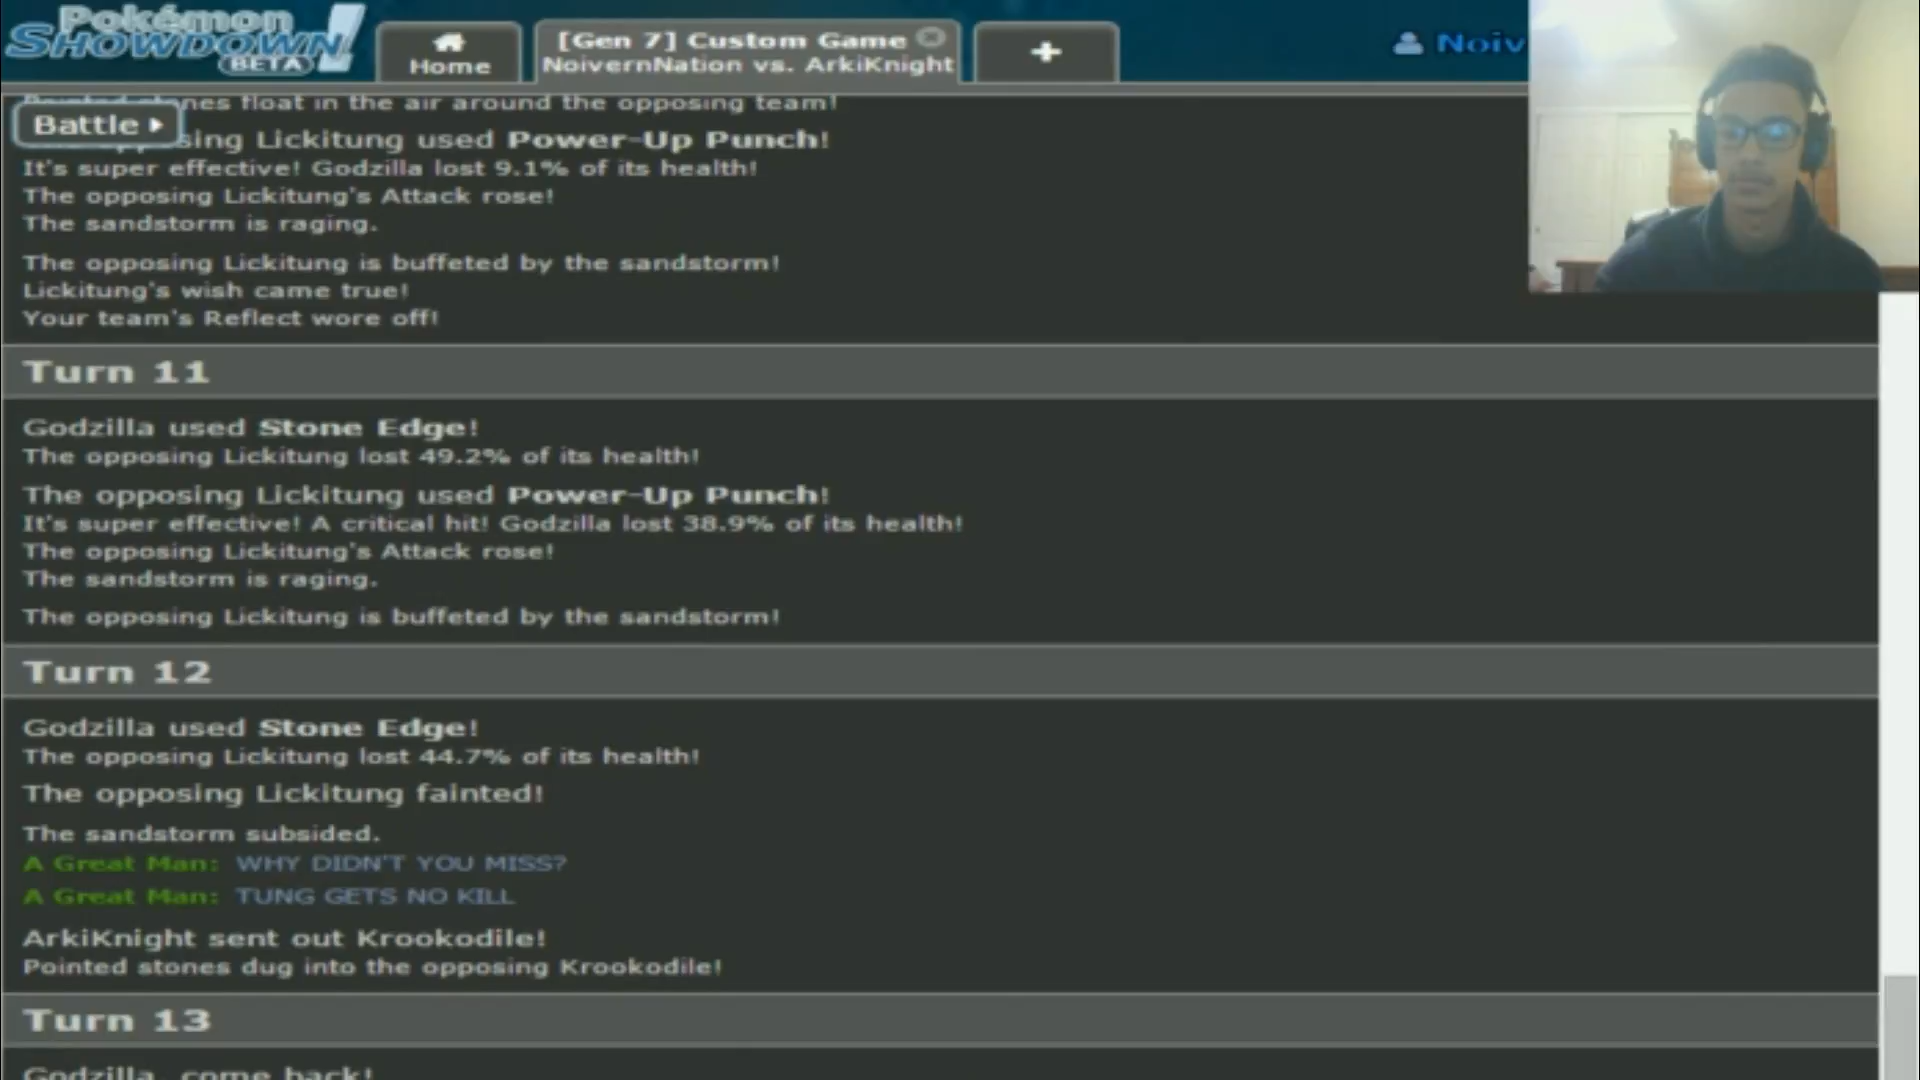 Pokémon
SHOWDOWN!
BETA
Home
[Gen 7] Custom Game
NoivernNation vs. ArkiKnight
+
Noiv
float in the air around the opposing team!
Battle
Lickitung used Power-Up Punch!
It's super effective! Godzilla lost 9.1% of its health!
The opposing Lickitung's Attack rose!
The sandstorm is raging.
The opposing Lickitung is buffeted by the sandstorm!
Lickitung's wish came true!
Your team's Reflect wore off!
Turn 11
Godzilla used Stone Edge!
The opposing Lickitung lost 49.2% of its health!
The opposing Lickitung used Power-Up Punch!
It's super effective! A critical hit! Godzilla lost 38.9% of its health!
The opposing Lickitung's Attack rose!
The sandstorm is raging.
The opposing Lickitung is buffeted by the sandstorm!
Turn 12
Godzilla used Stone Edge!
The opposing Lickitung lost 44.7% of its health!
The opposing Lickitung fainted!
The sandstorm subsided.
A Great Man: WHY DIDN'T YOU MISS?
A Great Man: TUNG GETS NO KILL
ArkiKnight sent out Krookodile!
Pointed stones dug into the opposing Krookodile!
Turn 13
Godzilla, come back!